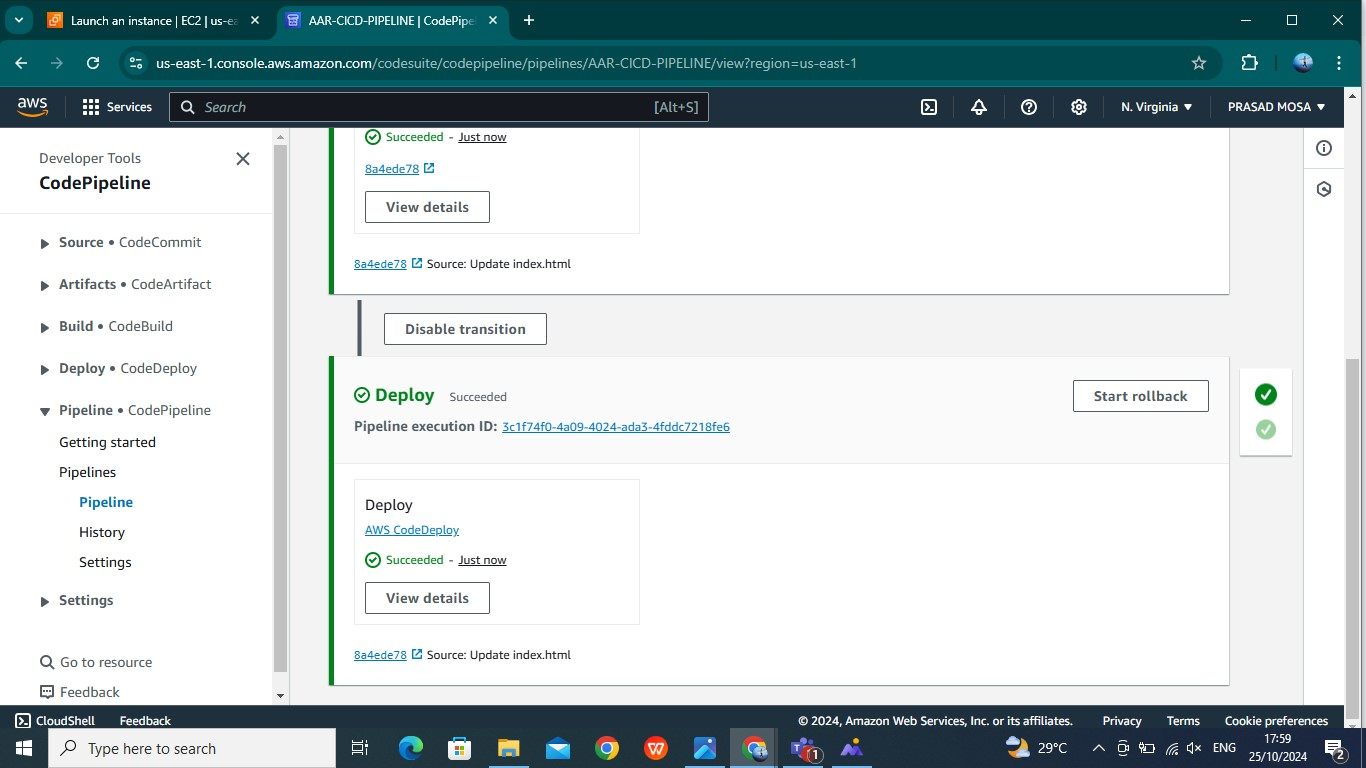 Launch an instance | EC2 | us-ea
AAR-CICD-PIPELINE | CodePipel
us-east-1.console.aws.amazon.com/codesuite/codepipeline/pipelines/AAR-CICD-PIPELINE/view?region=us-east-1
aws
Services
Search
[Alt+S]
N. Virginia
PRASAD MOSA
Developer Tools
CodePipeline
Source • CodeCommit
Artifacts • CodeArtifact
Build • CodeBuild
Deploy • CodeDeploy
Pipeline • CodePipeline
Getting started
Pipelines
Pipeline
History
Settings
Settings
Go to resource
Feedback
Succeeded - Just now
8a4ede78
View details
8a4ede78 Source: Update index.html
Disable transition
Deploy Succeeded
Start rollback
Pipeline execution ID: 3c1f74f0-4a09-4024-ada3-4fddc7218fe6
Deploy
AWS CodeDeploy
Succeeded - Just now
View details
8a4ede78 Source: Update index.html
CloudShell Feedback
© 2024, Amazon Web Services, Inc. or its affiliates. Privacy Terms Cookie preferences
Type here to search
1
29°C
ENG
17:59
25/10/2024
2